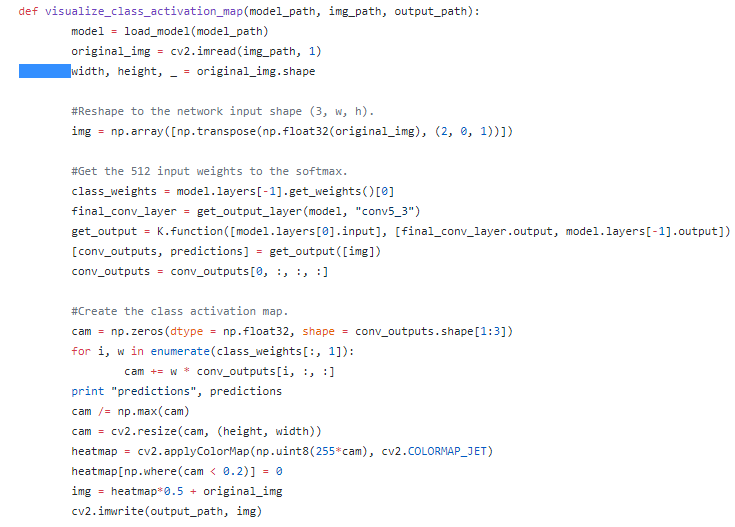 def visualize_class_activation_map(model_path, img_path, output_path):
        model = load_model(model_path)
        original_img = cv2.imread(img_path, 1)
        width, height, _ = original_img.shape

        #Reshape to the network input shape (3, w, h).
        img = np.array([np.transpose(np.float32(original_img), (2, 0, 1))])

        #Get the 512 input weights to the softmax.
        class_weights = model.layers[-1].get_weights()[0]
        final_conv_layer = get_output_layer(model, "conv5_3")
        get_output = K.function([model.layers[0].input], [final_conv_layer.output, model.layers[-1].output])
        [conv_outputs, predictions] = get_output([img])
        conv_outputs = conv_outputs[0, :, :, :]

        #Create the class activation map.
        cam = np.zeros(dtype = np.float32, shape = conv_outputs.shape[1:3])
        for i, w in enumerate(class_weights[:, 1]):
                cam += w * conv_outputs[i, :, :]
        print "predictions", predictions
        cam /= np.max(cam)
        cam = cv2.resize(cam, (height, width))
        heatmap = cv2.applyColorMap(np.uint8(255*cam), cv2.COLORMAP_JET)
        heatmap[np.where(cam < 0.2)] = 0
        img = heatmap*0.5 + original_img
        cv2.imwrite(output_path, img)